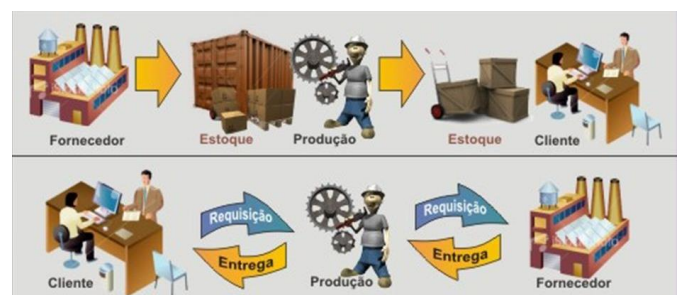 Fornecedor
Estoque
Produção
Estoque
Cliente
Requisição
Requisição
Entrega
Entrega
Cliente
Produção
Fornecedor